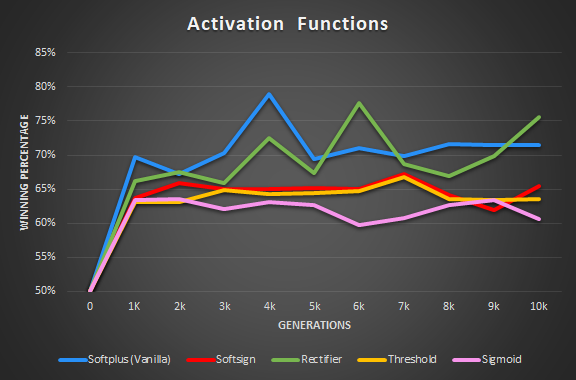 Activation Functions
85%
80%
75%
70%
65%
60%
55%
50%
WINNING PERCENTAGE
0 1K 2k 3k 4k 5k 6k 7k 8k 9k 10k
GENERATIONS
Softplus (Vanilla) Softsign Rectifier Threshold Sigmoid